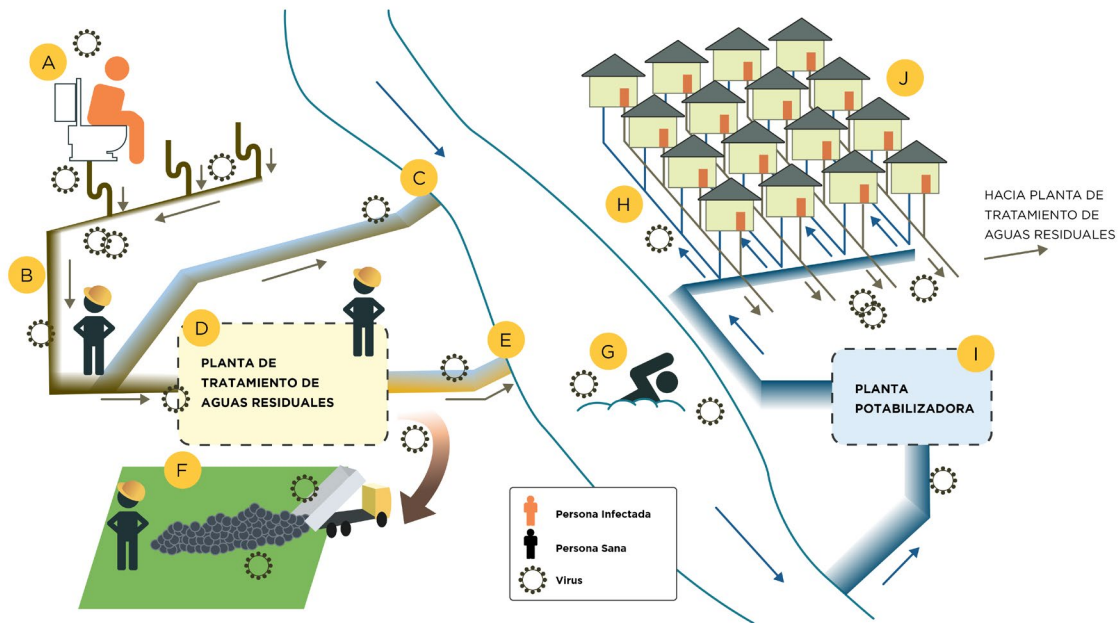 A
B
C
D
PLANTA DE
TRATAMIENTO DE
AGUAS RESIDUALES
E
F
G
H
I
PLANTA
POTABILIZADORA
J
HACIA PLANTA DE
TRATAMIENTO DE
AGUAS RESIDUALES
Persona Infectada
Persona Sana
Virus